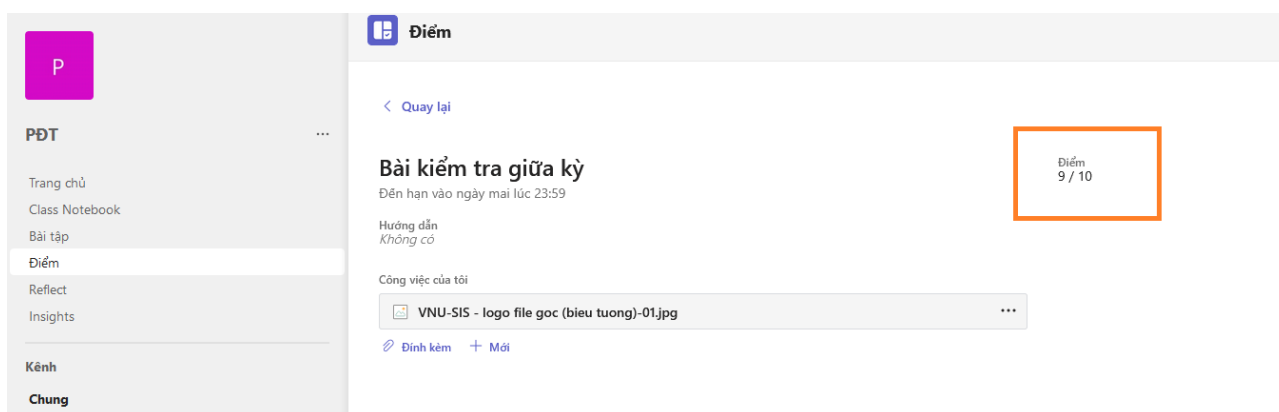 P
PĐT
...
Trang chủ
Class Notebook
Bài tập
Điểm
Reflect
Insights
Kênh
Chung
Điểm
Quay lại
Bài kiểm tra giữa kỳ
Đến hạn vào ngày mai lúc 23:59
Điểm
9 / 10
Hướng dẫn
Không có
Công việc của tôi
VNU-SIS - logo file goc (bieu tuong)-01.jpg
...
Đính kèm + Mới